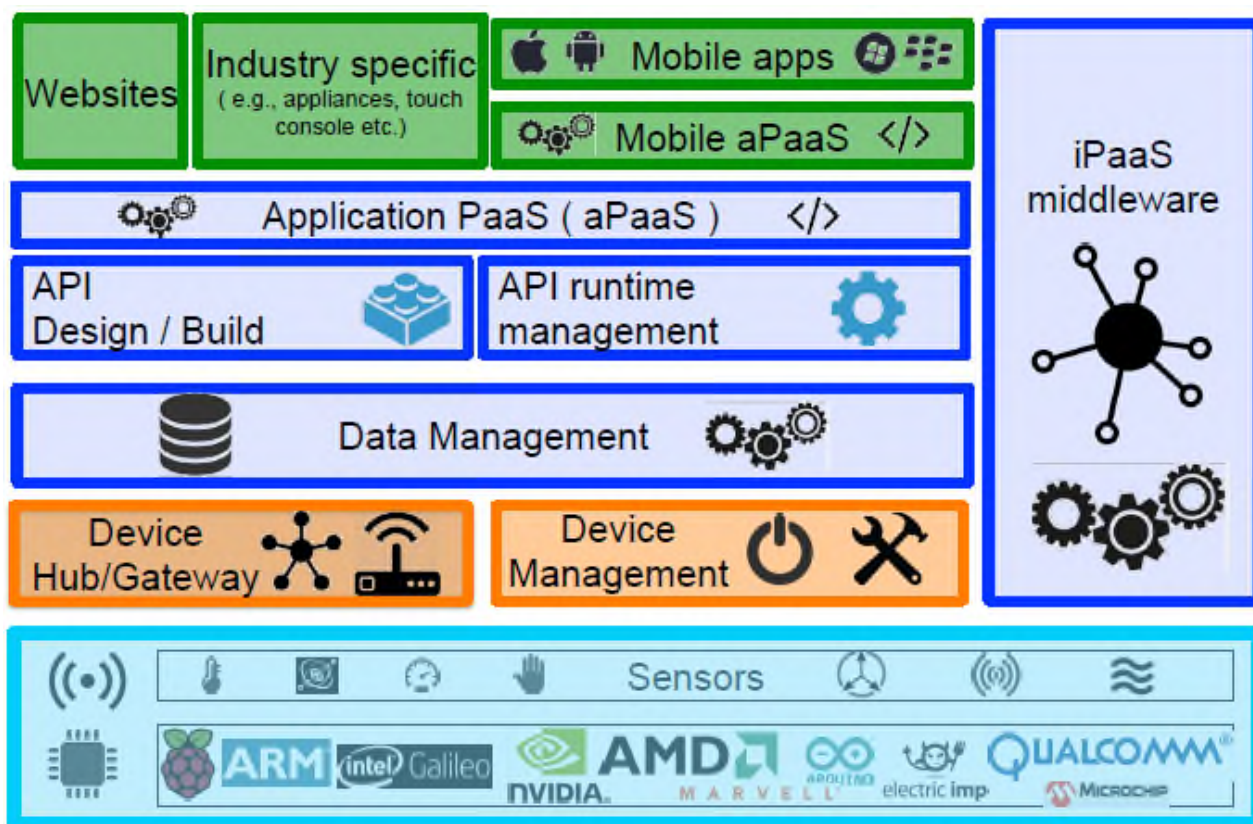 Websites
Industry specific
( e.g., appliances, touch
console etc.)
Mobile apps
Mobile aPaaS </>
iPaaS
middleware
Application PaaS ( aPaaS ) </>
API
Design / Build
API runtime
management
Data Management
Device
Hub/Gateway
Device
Management
Sensors
ARM
intel Galileo
NVIDIA.
AMD
MARVELL
ARDUINO
electric imp
QUALCOMM®
MICROCHIP